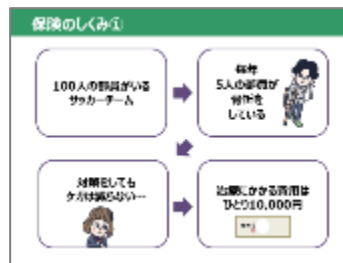 保険のしくみ①
100人の部員がいる
サッカーチーム
毎年
5人の部員が
骨折を
している
対策をしても
ケガは減らない…
治療にかかる費用は
ひとり10,000円